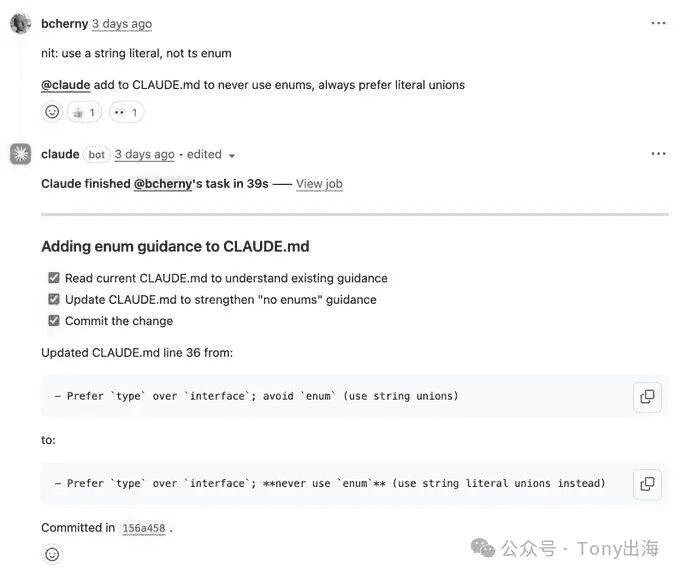 bcherny 3 days ago
nit: use a string literal, not ts enum
@claude add to CLAUDE.md to never use enums, always prefer literal unions
👍 1 👀 1
claude bot 3 days ago • edited
Claude finished @bcherny's task in 39s —— View job
Adding enum guidance to CLAUDE.md
Read current CLAUDE.md to understand existing guidance
Update CLAUDE.md to strengthen "no enums" guidance
Commit the change
Updated CLAUDE.md line 36 from:
– Prefer `type` over `interface`; avoid `enum` (use string unions)
to:
– Prefer `type` over `interface`; **never use `enum`** (use string literal unions instead)
Committed in 156a458 .
公众号 · Tony出海